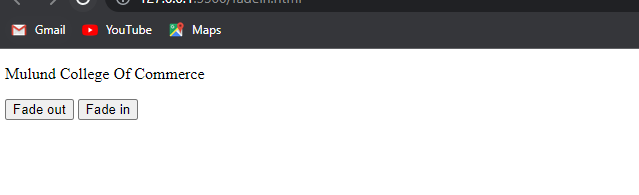 127.0.0.1:5500/fadein.html
Gmail YouTube Maps
Mulund College Of Commerce
Fade out Fade in